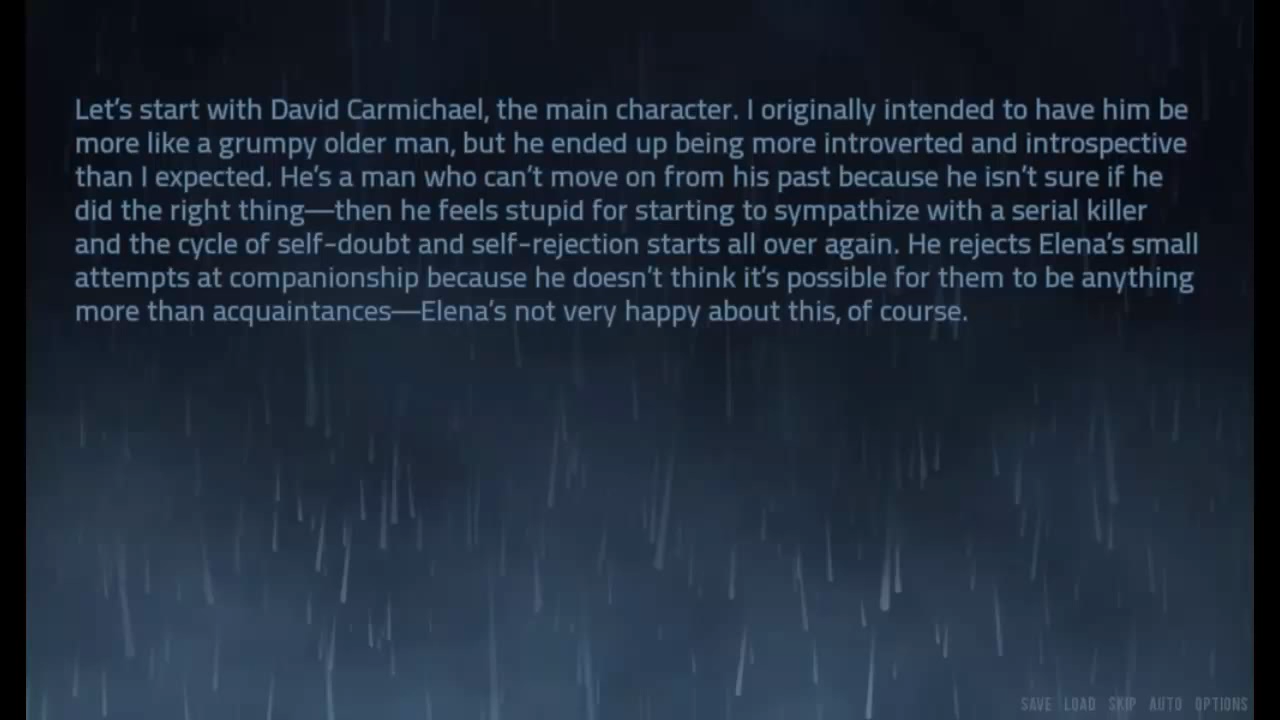 Let's start with David Carmichael, the main character. I originally intended to have him be
more like a grumpy older man, but he ended up being more introverted and introspective
than I expected. He's a man who can't move on from his past because he isn't sure if he
did the right thing—then he feels stupid for starting to sympathize with a serial killer
and the cycle of self-doubt and self-rejection starts all over again. He rejects Elena's small
attempts at companionship because he doesn't think it's possible for them to be anything
more than acquaintances—Elena's not very happy about this, of course.
SAVE LOAD SKIP AUTO OPTIONS